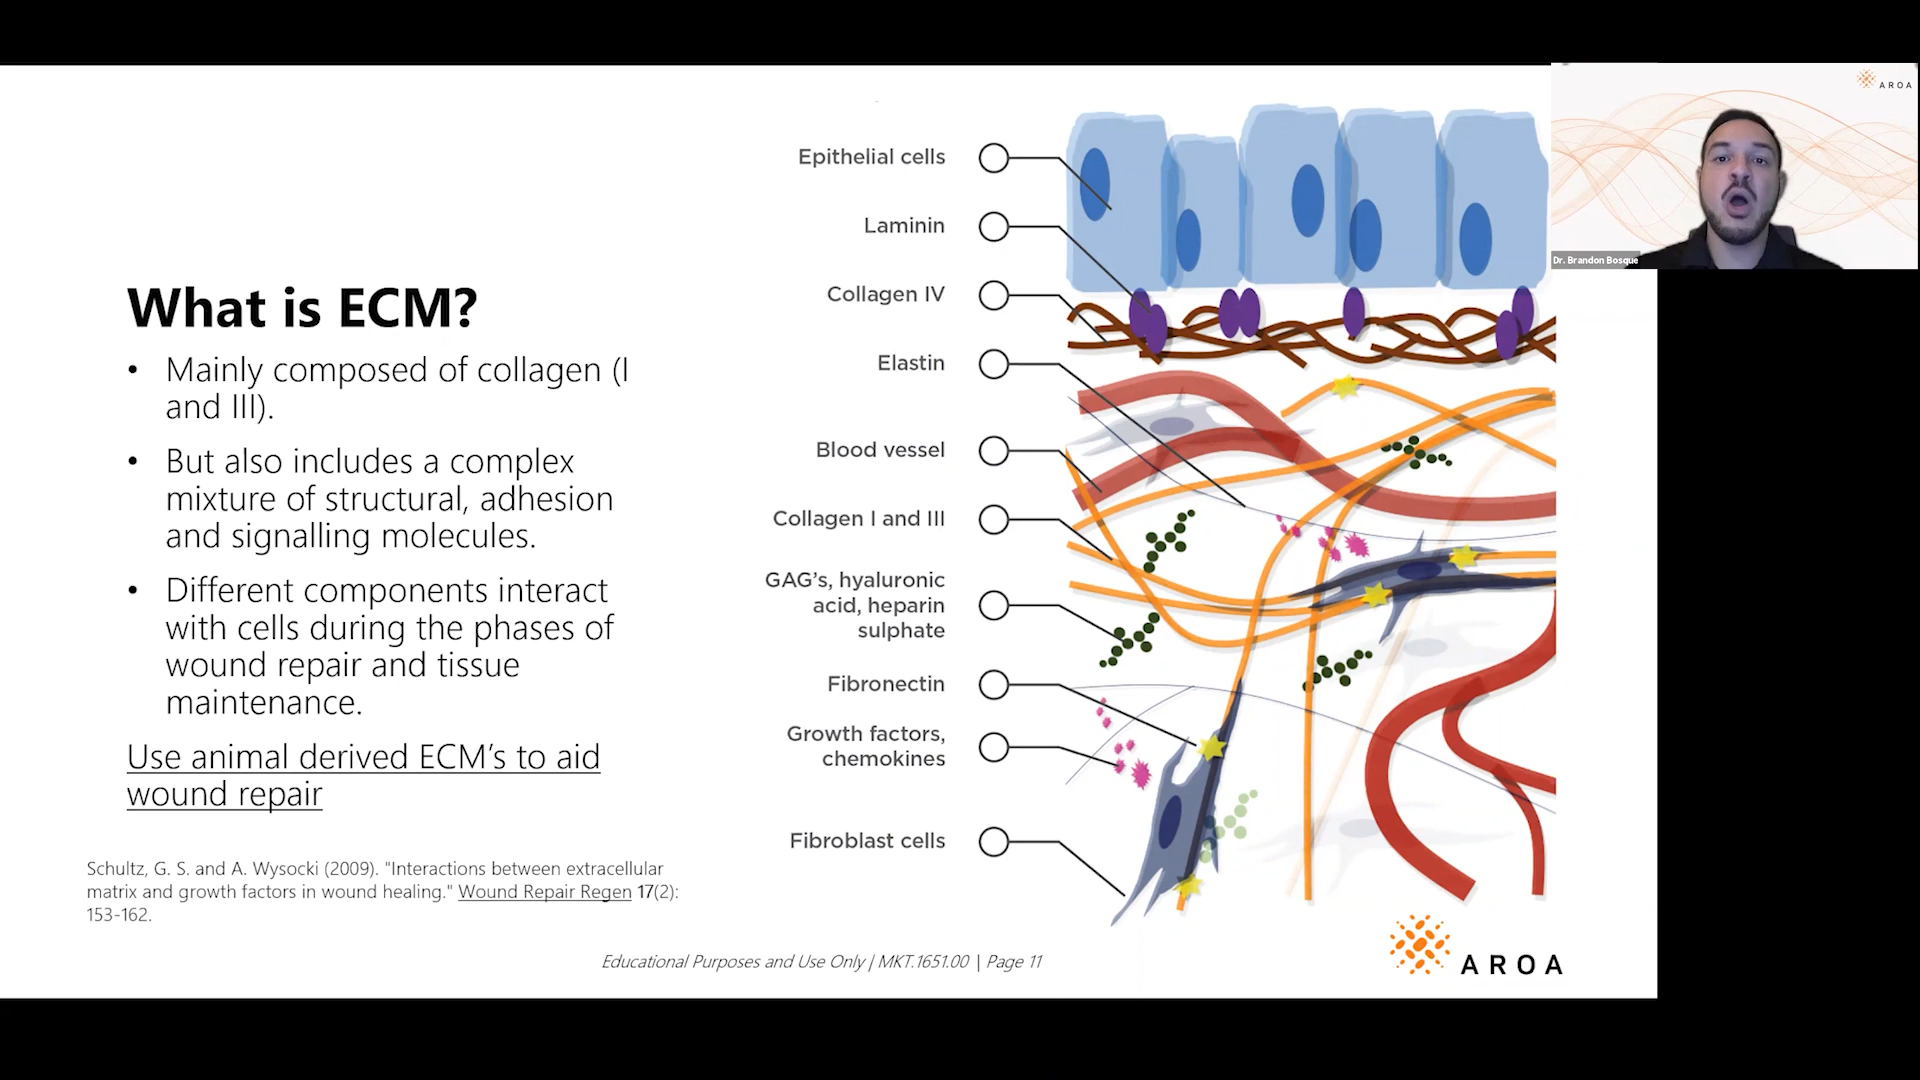 AROA
Dr. Brandon Bosque
What is ECM?
• Mainly composed of collagen (I
and III).
• But also includes a complex
mixture of structural, adhesion
and signalling molecules.
• Different components interact
with cells during the phases of
wound repair and tissue
maintenance.
Use animal derived ECM's to aid
wound repair
Schultz, G. S. and A. Wysocki (2009). "Interactions between extracellular
matrix and growth factors in wound healing." Wound Repair Regen 17(2):
153-162.
Epithelial cells
Laminin
Collagen IV
Elastin
Blood vessel
Collagen I and III
GAG's, hyaluronic
acid, heparin
sulphate
Fibronectin
Growth factors,
chemokines
Fibroblast cells
Educational Purposes and Use Only | MKT.1651.00 | Page 11
AROA